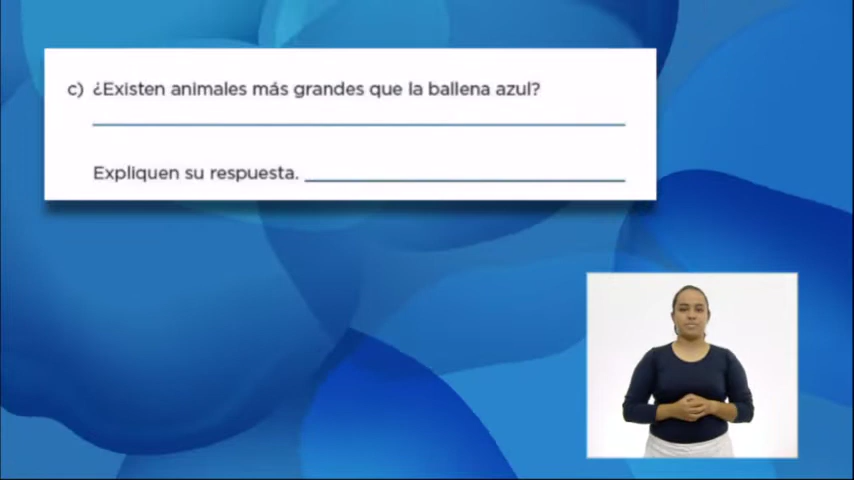 c) ¿Existen animales más grandes que la ballena azul?
Expliquen su respuesta.